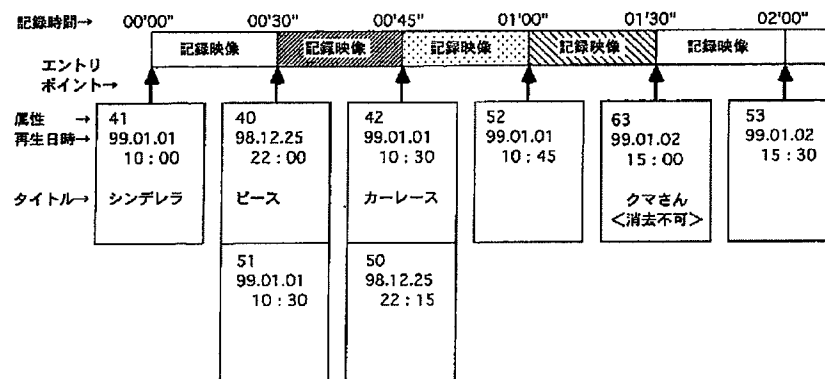 記録時間→ 00'00" 00'30" 00'45" 01'00" 01'30" 02'00"
記録映像 記録映像 記録映像 記録映像 記録映像
エントリ
ポイント→
属性 → 41 40 42 52 63 53
再生日時→ 99.01.01 98.12.25 99.01.01 99.01.01 99.01.02 99.01.02
10:00 22:00 10:30 10:45 15:00 15:30
タイトル→ シンデレラ ピース カーレース クマさん
<消去不可>
51 50
99.01.01 98.12.25
10:30 22:15